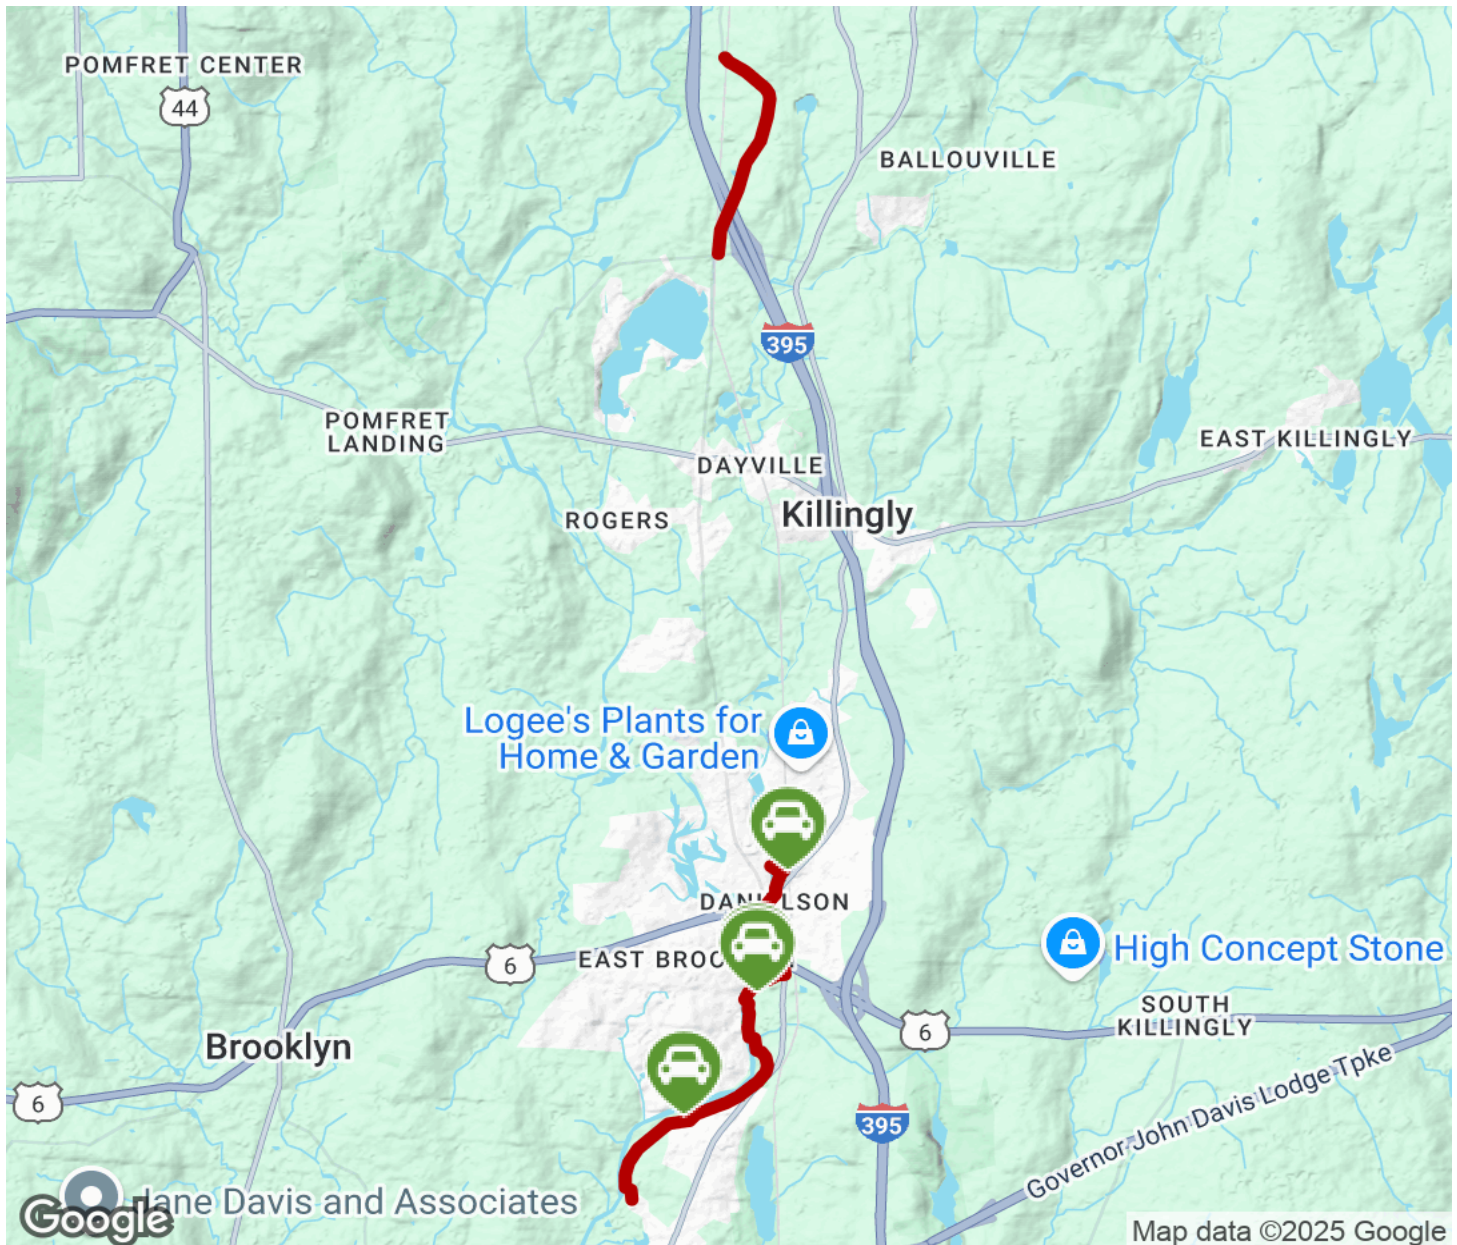 POMFRET CENTER
44
BALLOUVILLE
395
POMFRET
LANDING
EAST KILLINGLY
DAYVILLE
Killingly
ROGERS
Logee's Plants for
Home & Garden
DANIELSON
6
EAST BROO
High Concept Stone
SOUTH
KILLINGLY
6
Brooklyn
6
395
Governor John Davis Lodge Tpke
Jane Davis and Associates
Google
Map data ©2025 Google